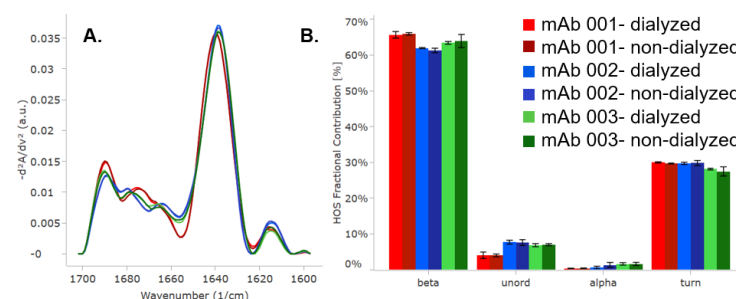 A.
-d²A/dv² (a.u.)
0.035
0.03
0.025
0.02
0.015
0.01
0.005
-0
1700
1680
1660
1640
1620
1600
Wavenumber (1/cm)
B.
HOS Fractional Contribution [%]
70%
60%
50%
40%
30%
20%
10%
0%
beta
unord
alpha
turn
mAb 001- dialyzed
mAb 001- non-dialyzed
mAb 002- dialyzed
mAb 002- non-dialyzed
mAb 003- dialyzed
mAb 003- non-dialyzed